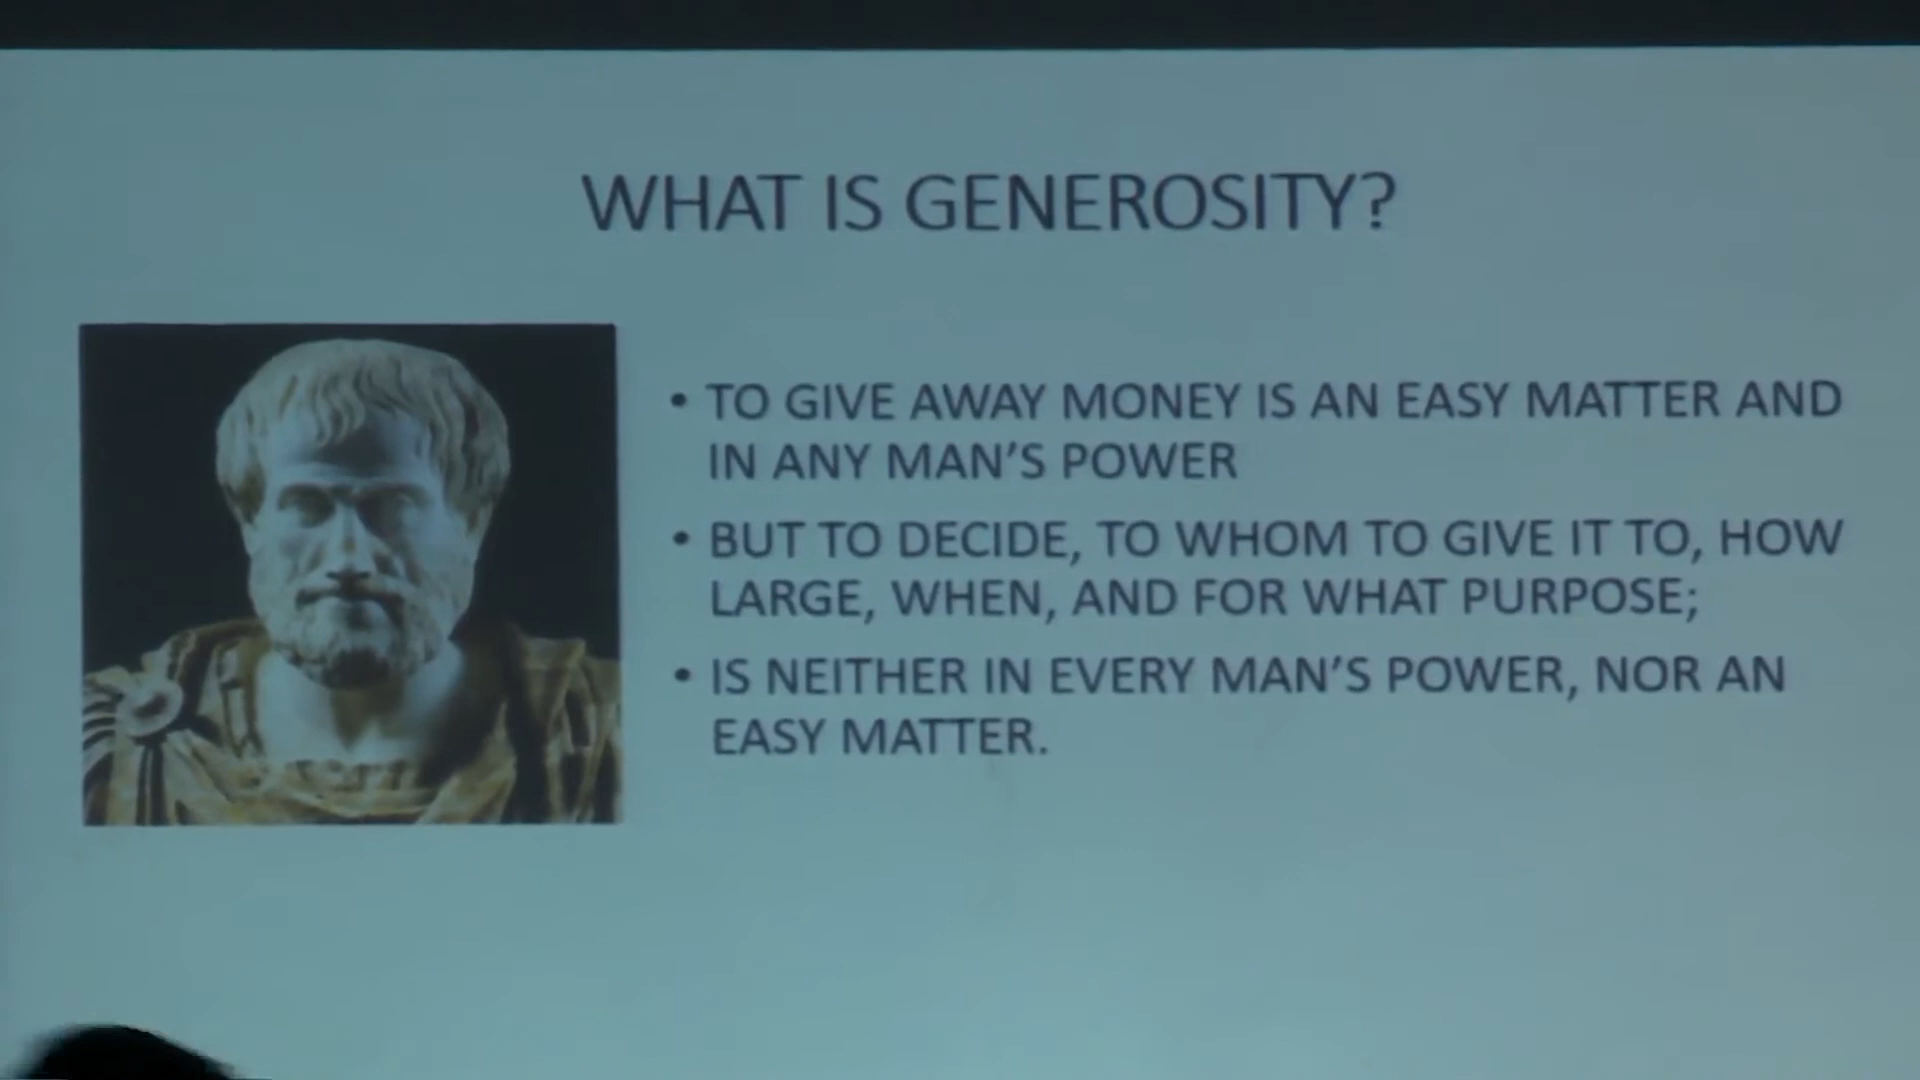 WHAT IS GENEROSITY?
• TO GIVE AWAY MONEY IS AN EASY MATTER AND
IN ANY MAN'S POWER
• BUT TO DECIDE, TO WHOM TO GIVE IT TO, HOW
LARGE, WHEN, AND FOR WHAT PURPOSE;
• IS NEITHER IN EVERY MAN'S POWER, NOR AN
EASY MATTER.